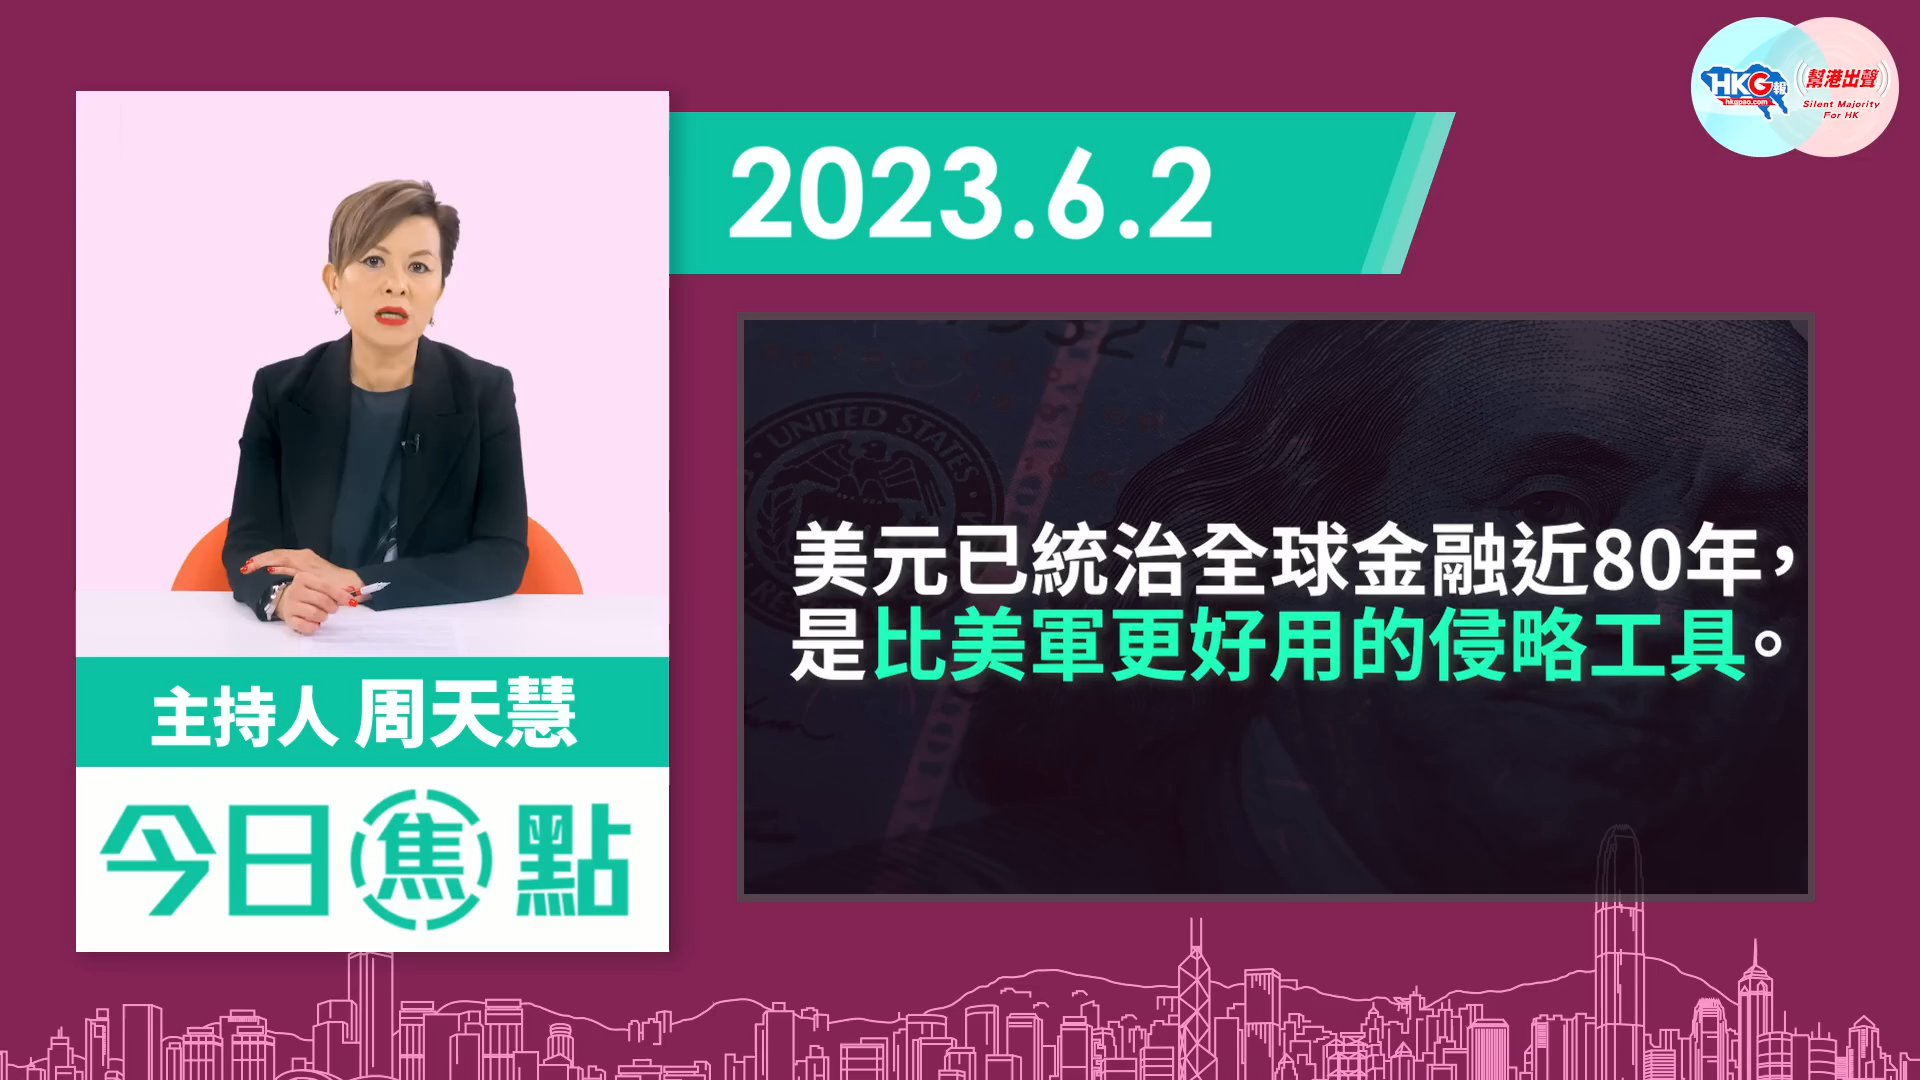 HKG報
hkgpao.com
幫港出聲
Silent Majority
For HK
2023.6.2
UNITED STATES
美元已統治全球金融近80年，
是比美軍更好用的侵略工具。
主持人 周天慧
今日焦點